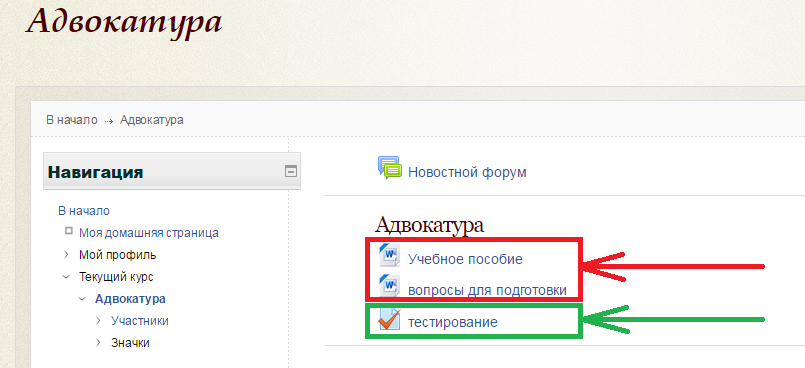 Адвокатура
В начало Адвокатура
Навигация
В начало
Моя домашняя страница
Мой профиль
Текущий курс
Адвокатура
Участники
Значки
Новостной форум
Адвокатура
Учебное пособие
вопросы для подготовки
тестирование